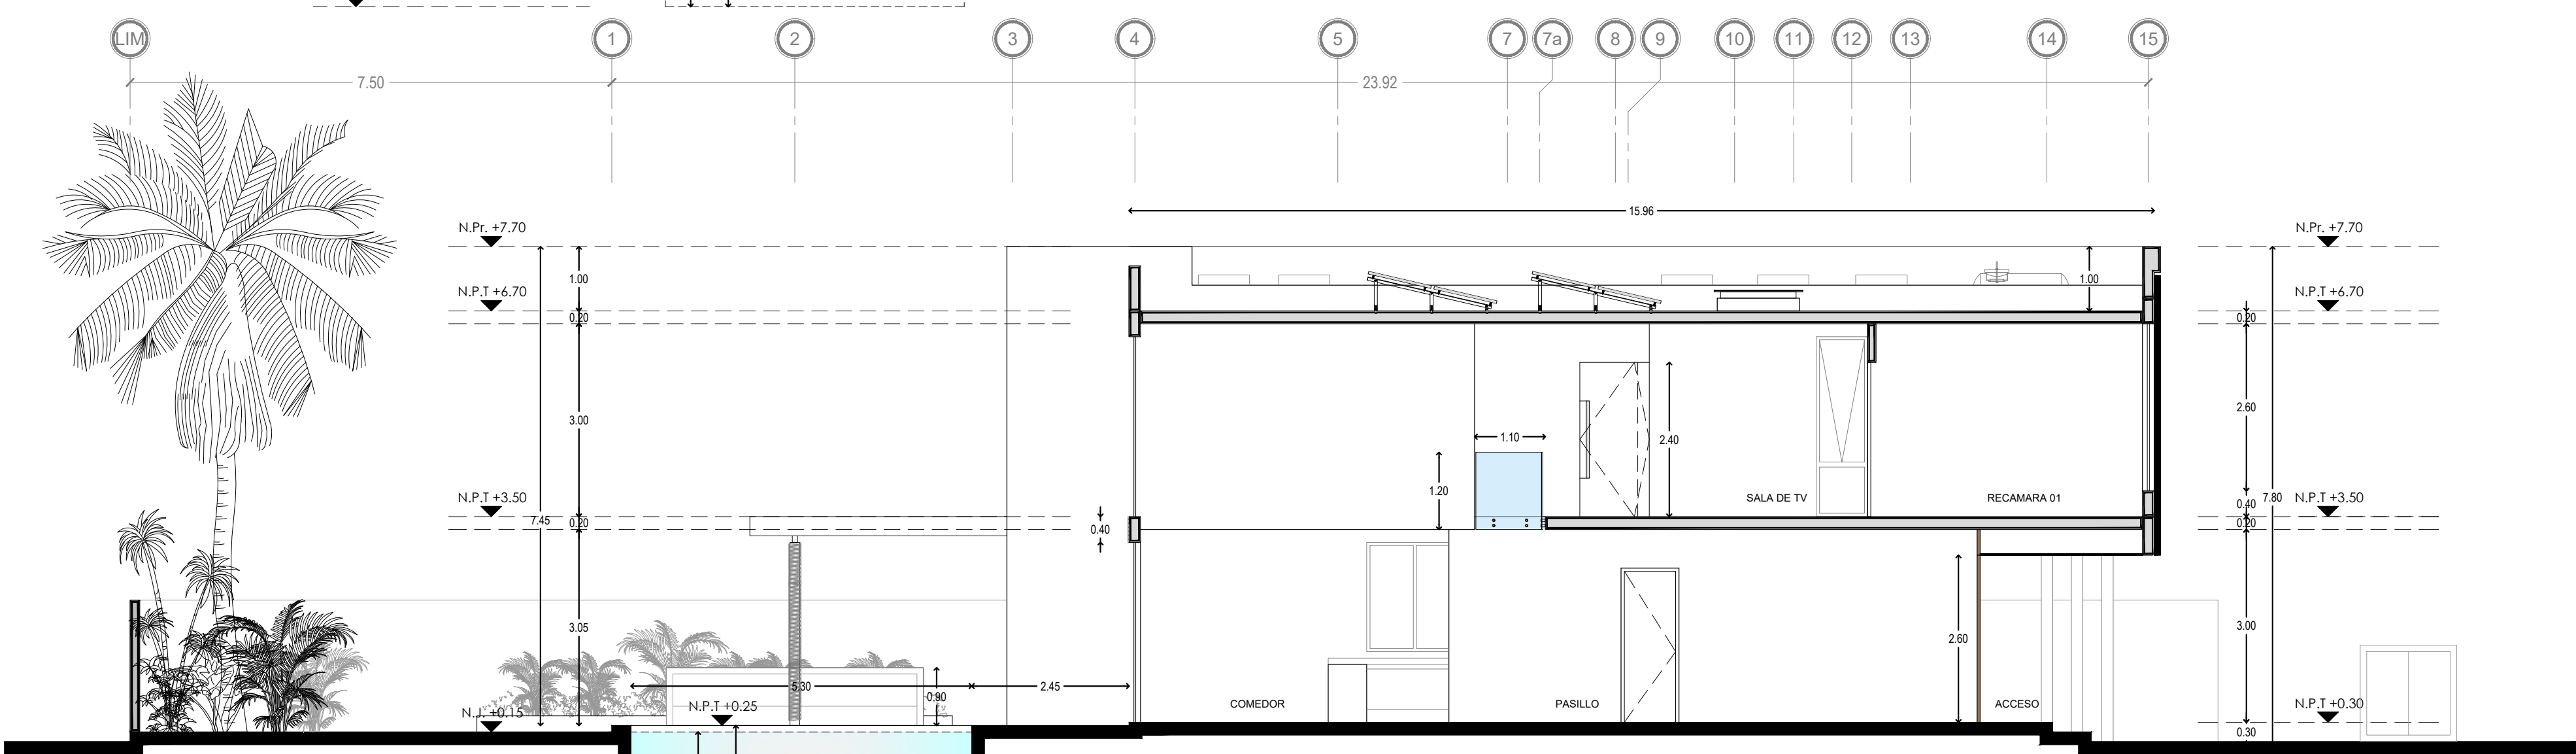 LIM 1 2 3 4 5 7 7a 8 9 10 11 12 13 14 15
7.50 23.92
15.96
N.Pr. +7.70
N.Pr. +7.70
1.00
1.00
N.P.T +6.70
N.P.T +6.70
0.20
0.20
3.00
2.60
1.10
2.40
1.20
SALA DE TV
RECAMARA 01
N.P.T +3.50
0.40
7.80
N.P.T +3.50
7.45
0.20
0.20
0.40
3.05
3.00
2.60
5.30
2.45
0.90
N.P.T +0.25
N.J. +0.15
COMEDOR
PASILLO
ACCESO
N.P.T +0.30
0.30